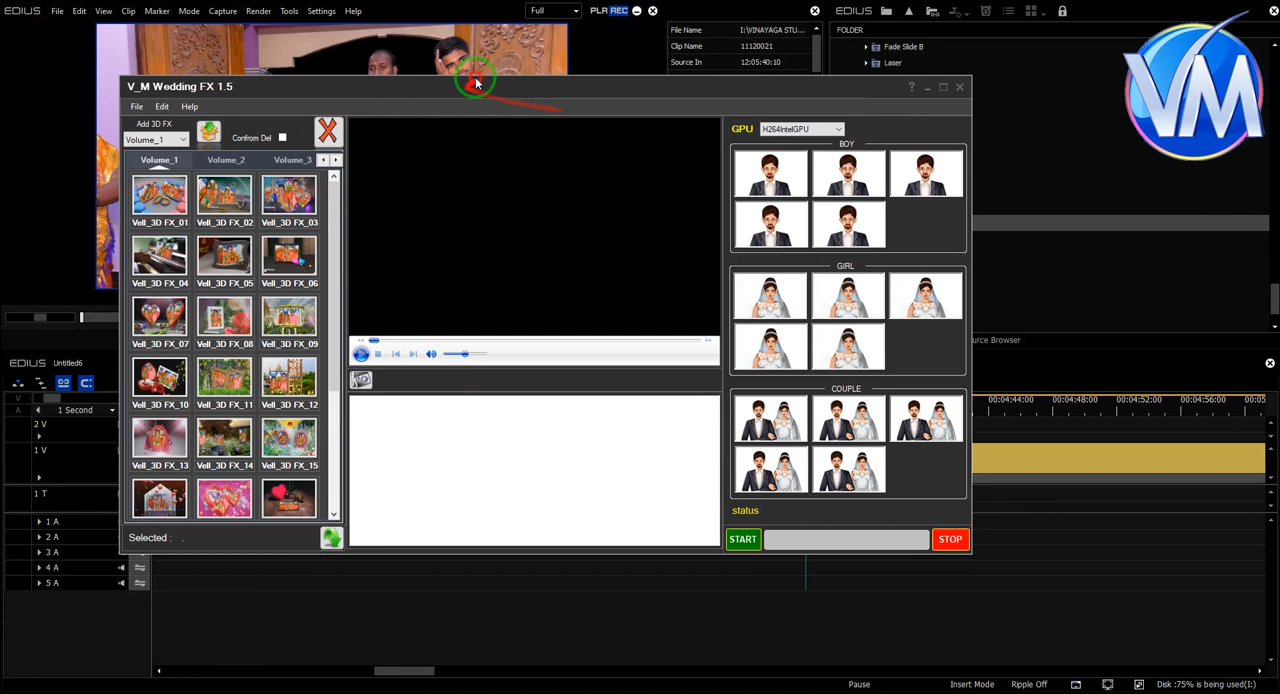 EDIUS File Edit View Clip Marker Mode Capture Render Tools Settings Help
Full
PLR REC
EDIUS
File Name I:\VINAYAGA STU...
Clip Name 11120021
Source In 12:05:40:10
FOLDER
Fade Slide B
Laser
VM
V_M Wedding FX 1.5
File Edit Help
Add 3D FX
Volume_1
Confrom Del
Volume_1 Volume_2 Volume_3
Vell_3D FX_01 Vell_3D FX_02 Vell_3D FX_03
Vell_3D FX_04 Vell_3D FX_05 Vell_3D FX_06
Vell_3D FX_07 Vell_3D FX_08 Vell_3D FX_09
Vell_3D FX_10 Vell_3D FX_11 Vell_3D FX_12
Vell_3D FX_13 Vell_3D FX_14 Vell_3D FX_15
Selected : .
GPU H264IntelGPU
BOY
GIRL
COUPLE
status
START STOP
ource Browser
EDIUS Untitled6
V
A
1 Second
00:04:44:00 00:04:48:00 00:04:52:00 00:04:56:00 00:05
2 V
1 V
1 T
1 A
2 A
3 A
4 A
5 A
Pause Insert Mode Ripple Off Disk :75% is being used(I:)